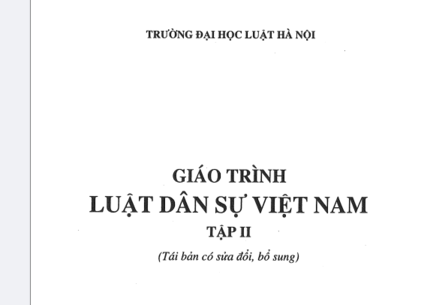 TRƯỜNG ĐẠI HỌC LUẬT HÀ NỘI
GIÁO TRÌNH
LUẬT DÂN SỰ VIỆT NAM
TẬP II
(Tái bản có sửa đổi, bổ sung)